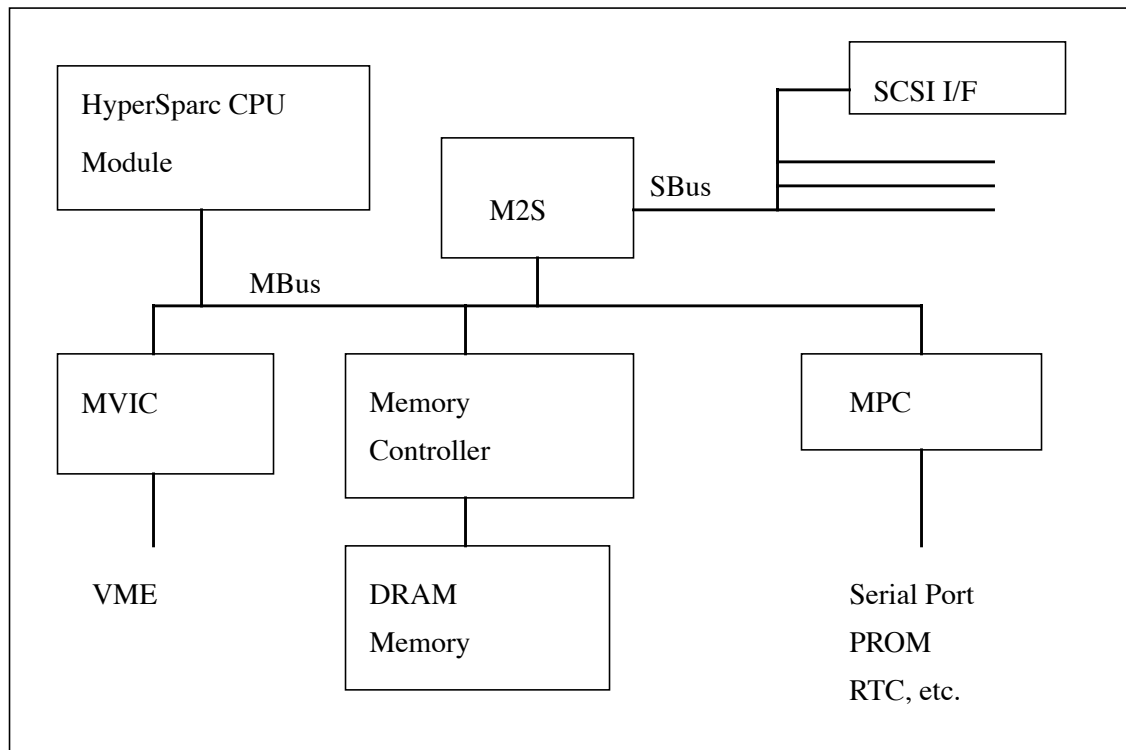 HyperSparc CPU
Module
SCSI I/F
M2S
SBus
MBus
MVIC
Memory
Controller
MPC
VME
DRAM
Memory
Serial Port
PROM
RTC, etc.